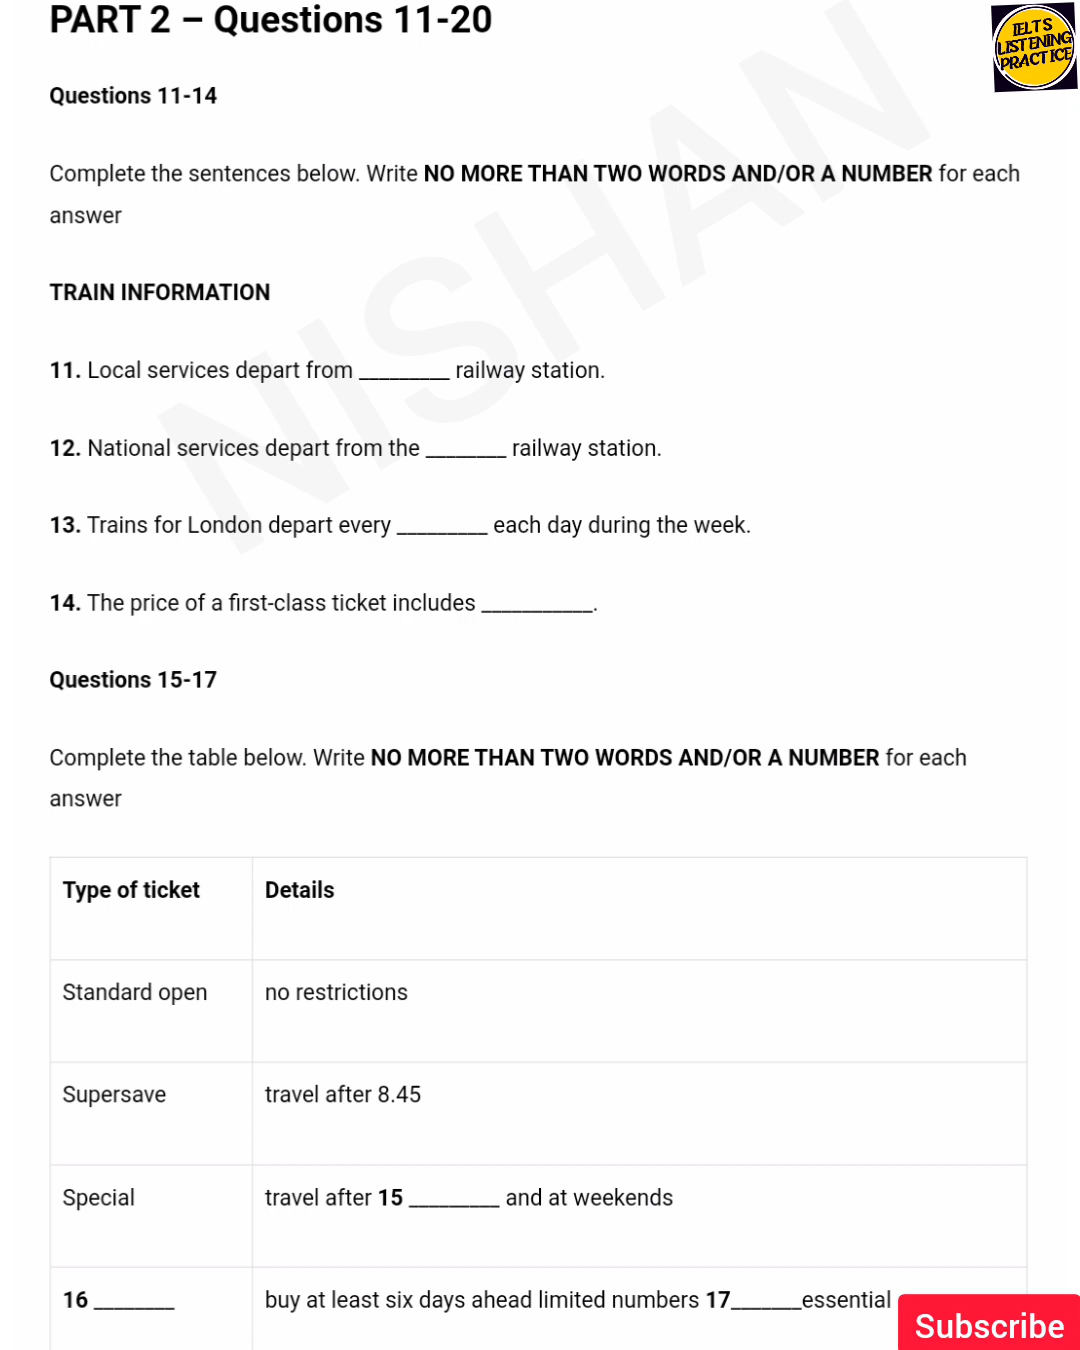 PART 2 – Questions 11-20
IELTS
LISTENING
PRACTICE
Questions 11-14
Complete the sentences below. Write NO MORE THAN TWO WORDS AND/OR A NUMBER for each
answer
TRAIN INFORMATION
11. Local services depart from _________ railway station.
12. National services depart from the ________ railway station.
13. Trains for London depart every _________ each day during the week.
14. The price of a first-class ticket includes ___________.
Questions 15-17
Complete the table below. Write NO MORE THAN TWO WORDS AND/OR A NUMBER for each
answer
Type of ticket Details
Standard open no restrictions
Supersave travel after 8.45
Special travel after 15 _________ and at weekends
16 ________ buy at least six days ahead limited numbers 17_______essential
Subscribe
NISHAN